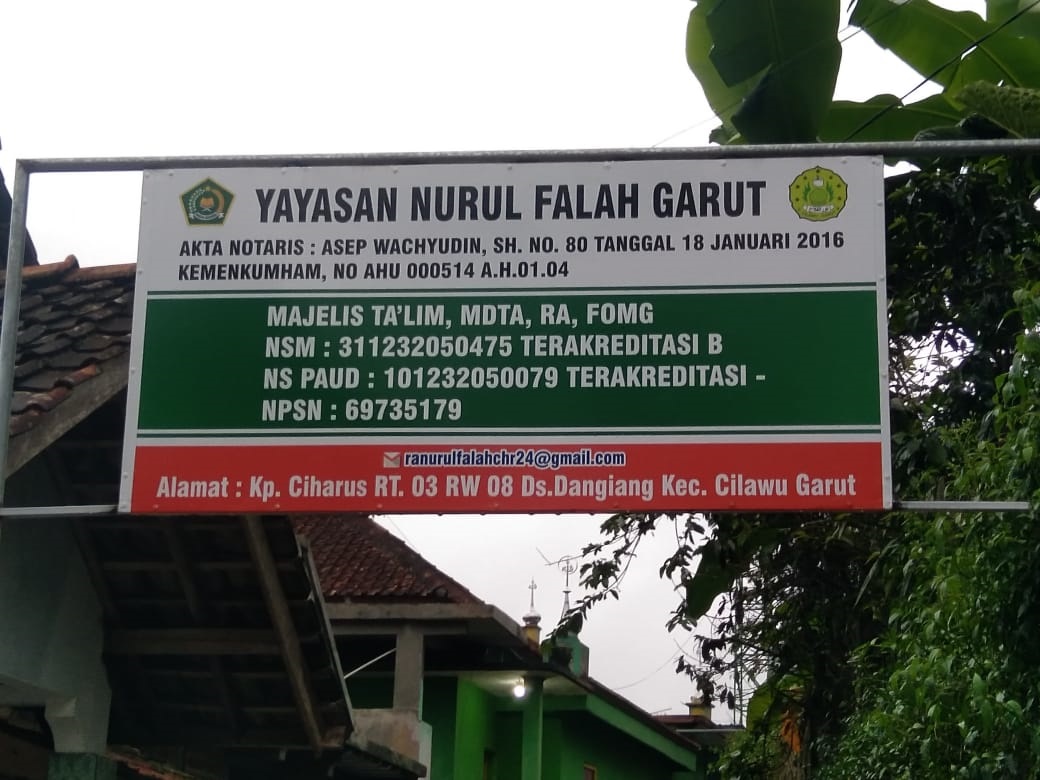 YAYASAN NURUL FALAH GARUT
AKTA NOTARIS : ASEP WACHYUDIN, SH. NO. 80 TANGGAL 18 JANUARI 2016
KEMENKUMHAM, NO AHU 000514 A.H.01.04
MAJELIS TA'LIM, MDTA, RA, FOMG
NSM : 311232050475 TERAKREDITASI B
NS PAUD : 101232050079 TERAKREDITASI -
NPSN : 69735179
ranurulfalahchr24@gmail.com
Alamat : Kp. Ciharus RT. 03 RW 08 Ds.Dangiang Kec. Cilawu Garut